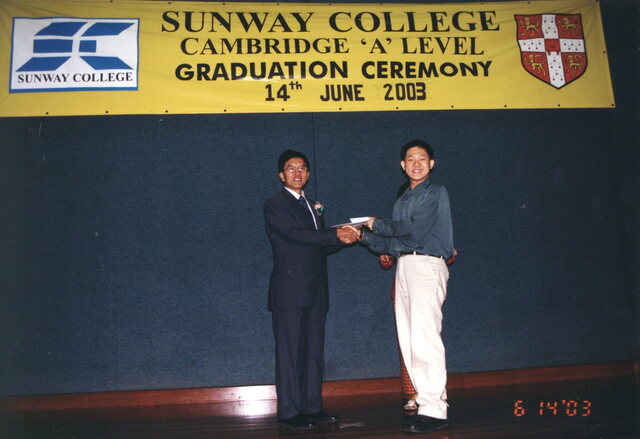 SUNWAY COLLEGE
SUNWAY COLLEGE
CAMBRIDGE 'A' LEVEL
GRADUATION CEREMONY
14th JUNE 2003
6 14 '03